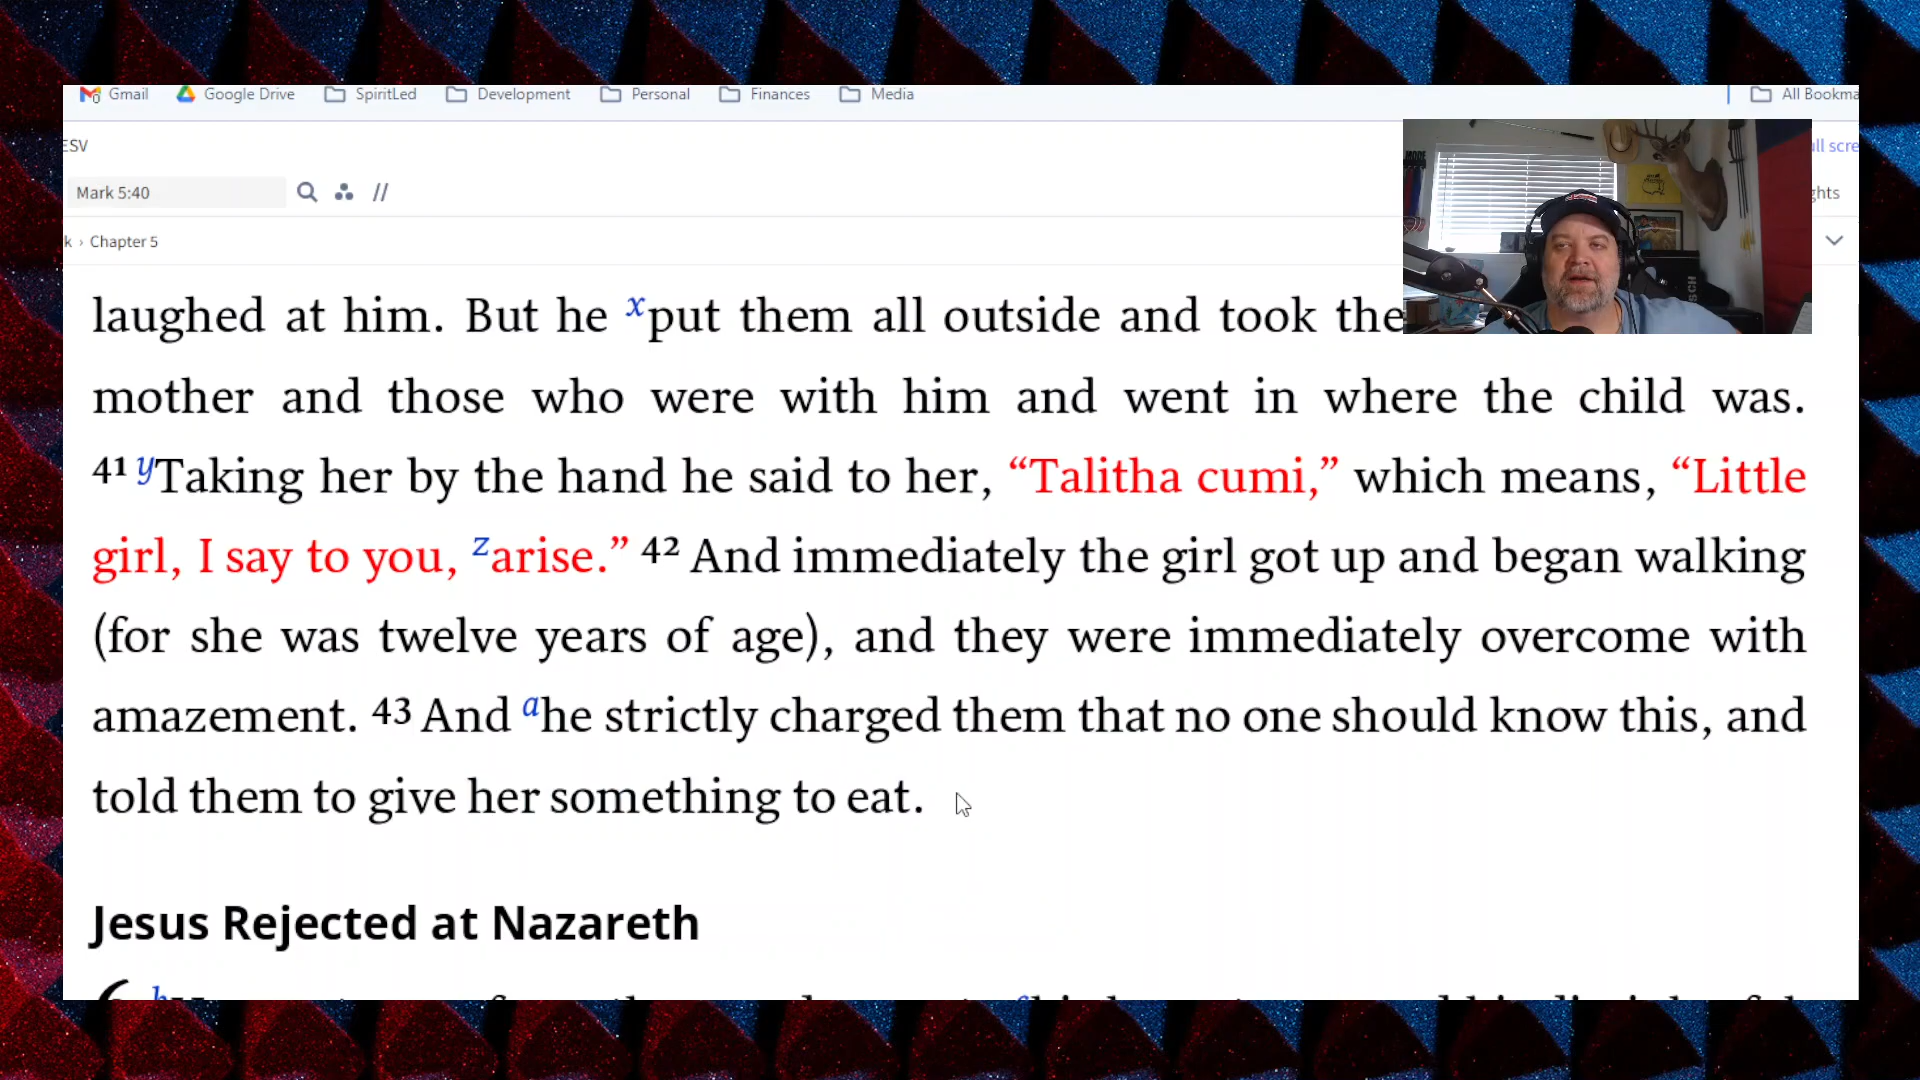 Gmail Google Drive SpiritLed Development Personal Finances Media All Bookma
ESV
ll scre
Mark 5:40 //
ghts
k › Chapter 5
laughed at him. But he xput them all outside and took the
mother and those who were with him and went in where the child was.
41 yTaking her by the hand he said to her, “Talitha cumi,” which means, “Little
girl, I say to you, zarise.” 42 And immediately the girl got up and began walking
(for she was twelve years of age), and they were immediately overcome with
amazement. 43 And ahe strictly charged them that no one should know this, and
told them to give her something to eat.
Jesus Rejected at Nazareth